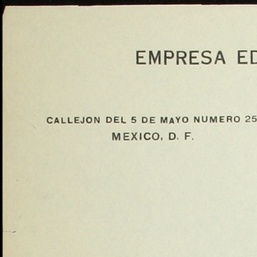 EMPRESA ED
CALLEJON DEL 5 DE MAYO NUMERO 25
MEXICO, D. F.